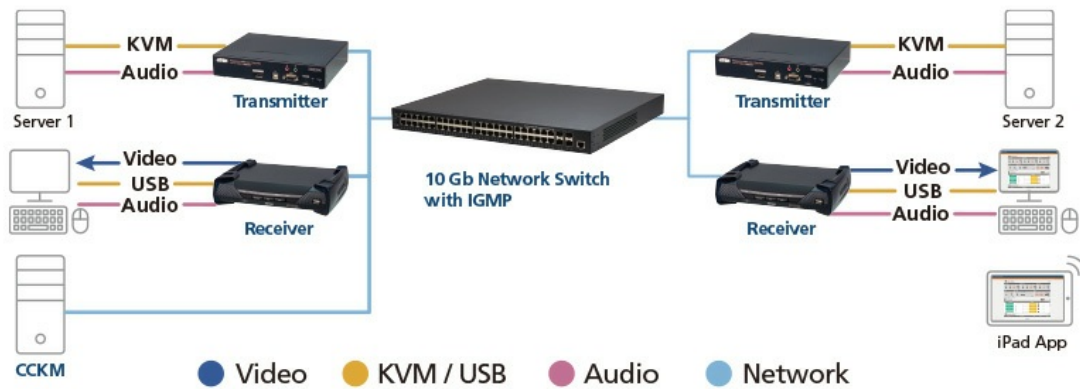 KVM
Audio
Transmitter
Server 1
Video
USB
Audio
Receiver
CCKM
10 Gb Network Switch
with IGMP
KVM
Audio
Transmitter
Server 2
Video
USB
Audio
Receiver
iPad App
Video
KVM / USB
Audio
Network